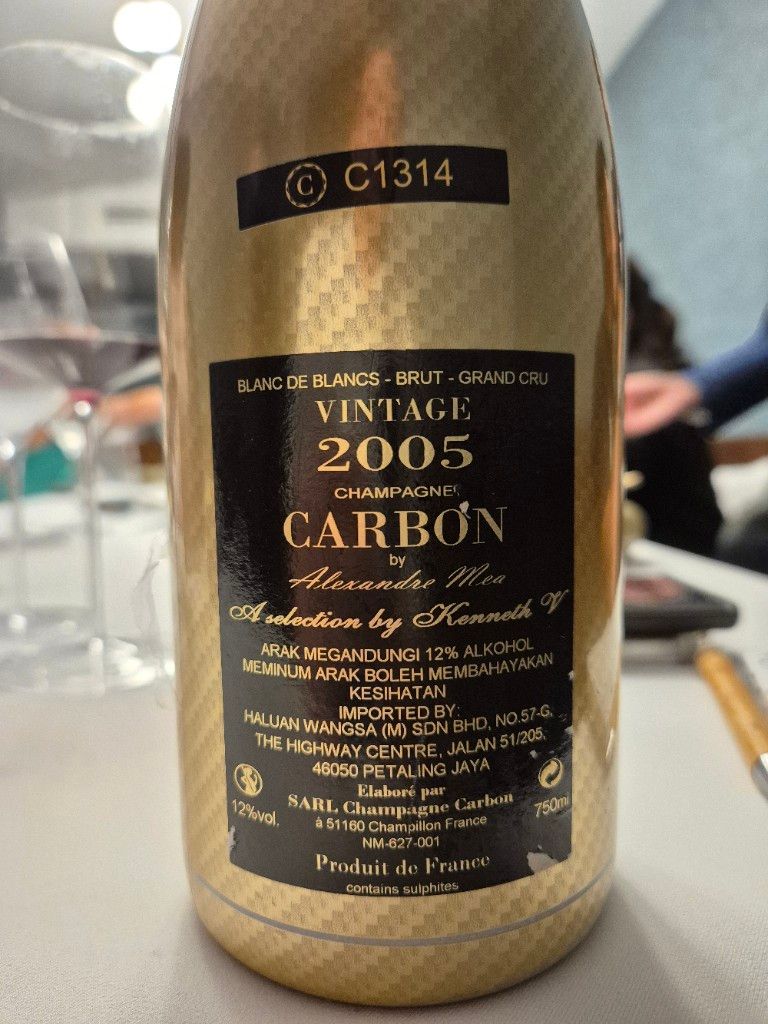 C C1314
BLANC DE BLANCS - BRUT - GRAND CRU
VINTAGE
2005
CHAMPAGNE
CARBON
by
Alexandre Mea
A selection by Kenneth V
ARAK MEGANDUNGI 12% ALKOHOL
MEMINUM ARAK BOLEH MEMBAHAYAKAN
KESIHATAN
IMPORTED BY:
HALUAN WANGSA (M) SDN BHD, NO.57-G,
THE HIGHWAY CENTRE, JALAN 51/205,
46050 PETALING JAYA
Elaboré par
SARL Champagne Carbon
12%vol.
750ml
à 51160 Champillon France
NM-627-001
Produit de France
contains sulphites